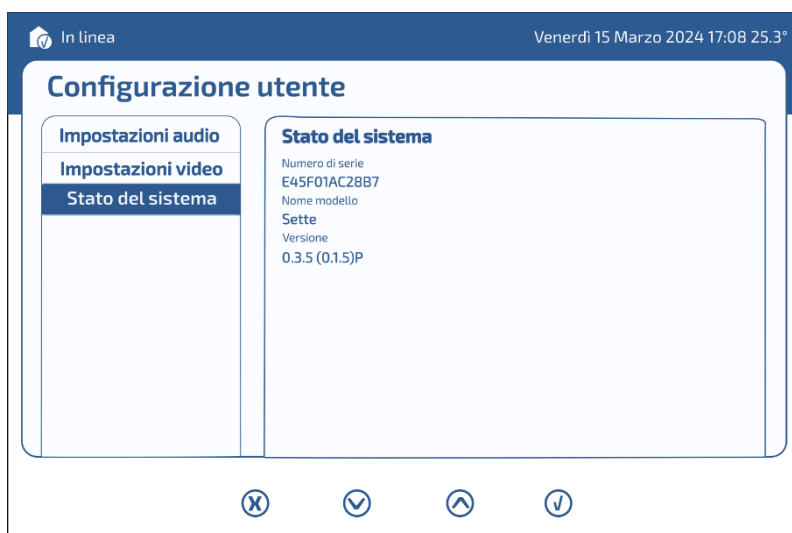 In linea
Venerdì 15 Marzo 2024 17:08 25.3°
Configurazione utente
Impostazioni audio
Impostazioni video
Stato del sistema
Stato del sistema
Numero di serie
E45F01AC28B7
Nome modello
Sette
Versione
0.3.5 (0.1.5)P